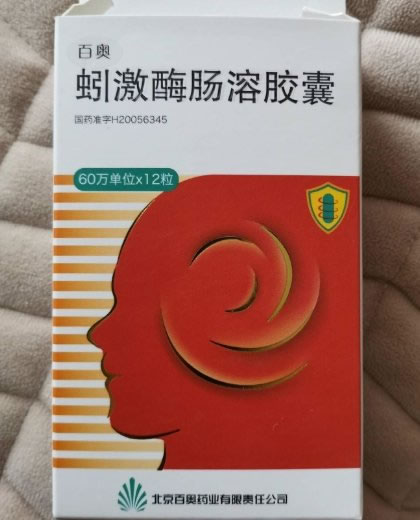 百奥
蚓激酶肠溶胶囊
国药准字H20056345
60万单位x12粒
北京百奥药业有限责任公司